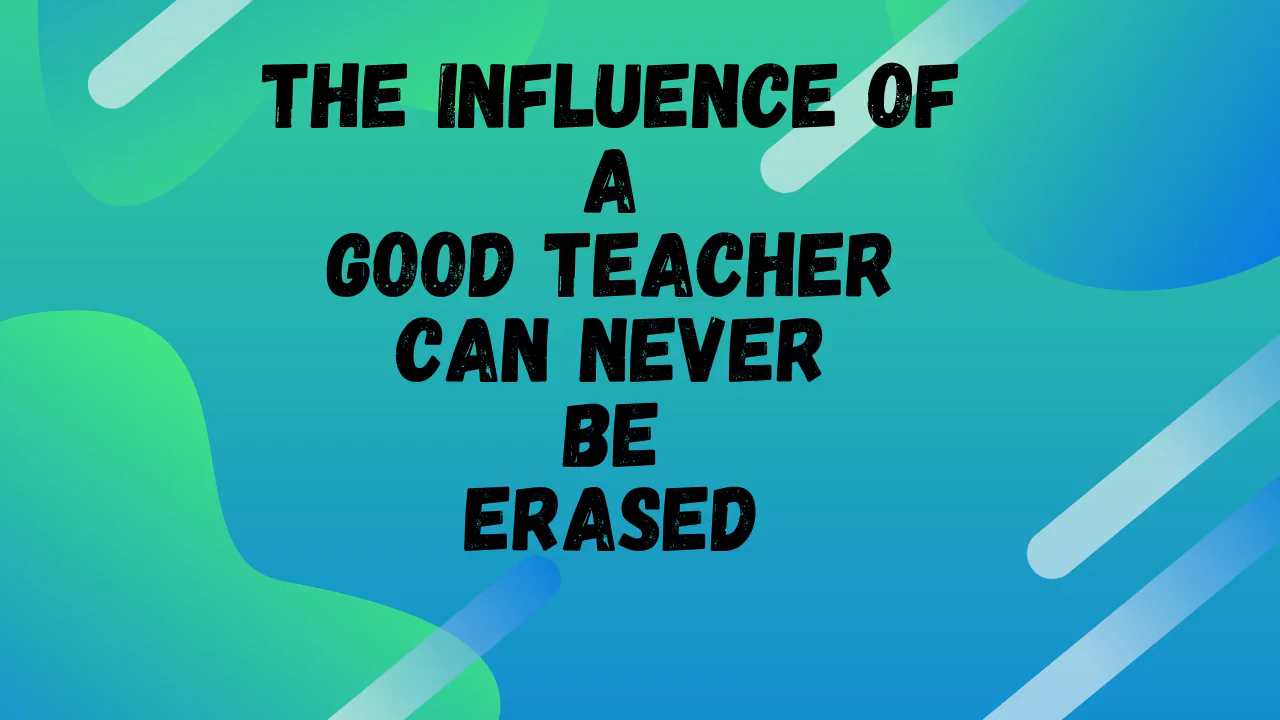 THE INFLUENCE OF
A
GOOD TEACHER
CAN NEVER
BE
ERASED